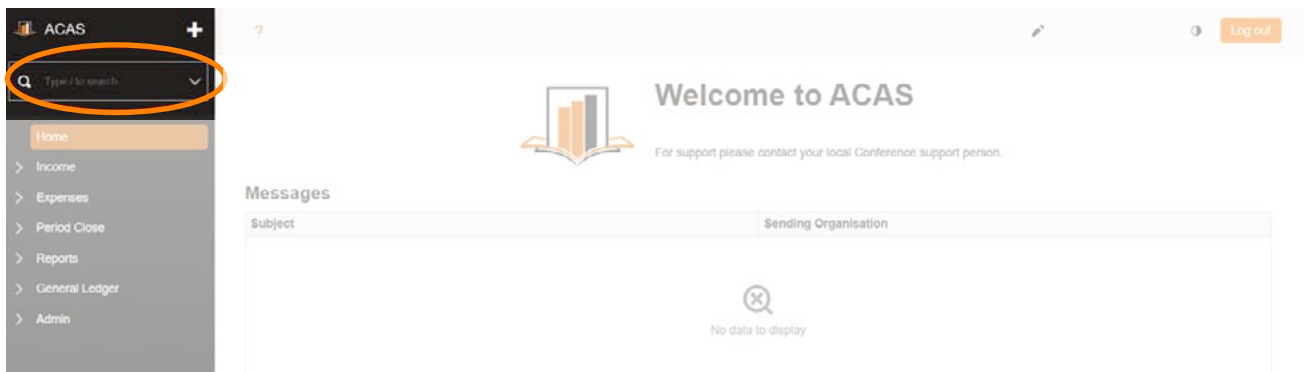 ACAS
?
Log out
Type / to search
Welcome to ACAS
Home
For support please contact your local Conference support person.
Income
Expenses
Messages
Period Close
Subject Sending Organisation
Reports
General Ledger
Admin
No data to display